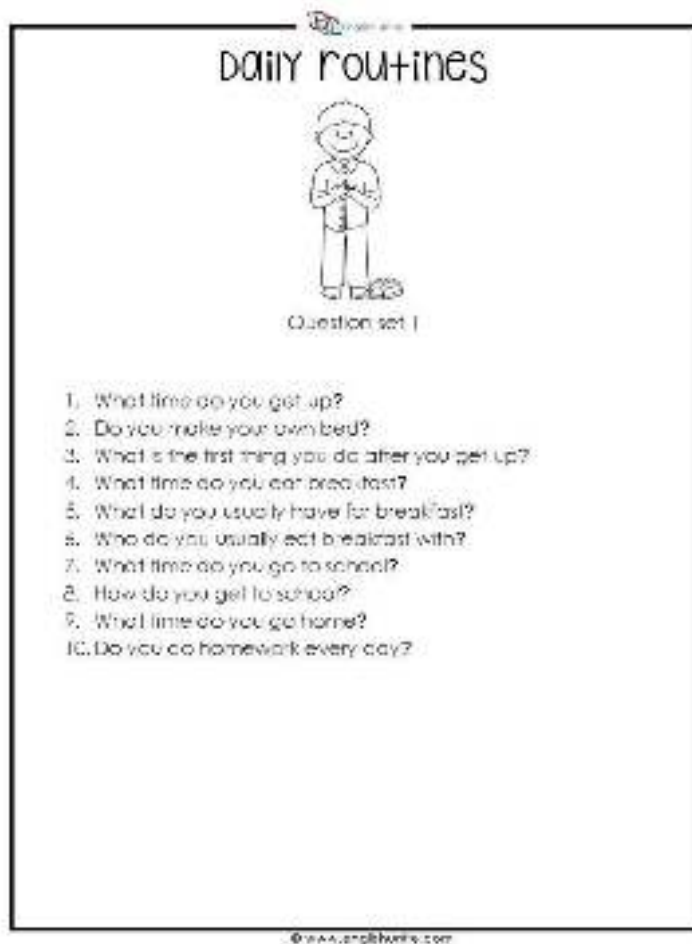 Daily routines
Question set 1
1. What time do you get up?
2. Do you make your own bed?
3. What is the first thing you do after you get up?
4. What time do you eat breakfast?
5. What do you usually have for breakfast?
6. Who do you usually eat breakfast with?
7. What time do you go to school?
8. How do you get to school?
9. What time do you go home?
10. Do you do homework every day?